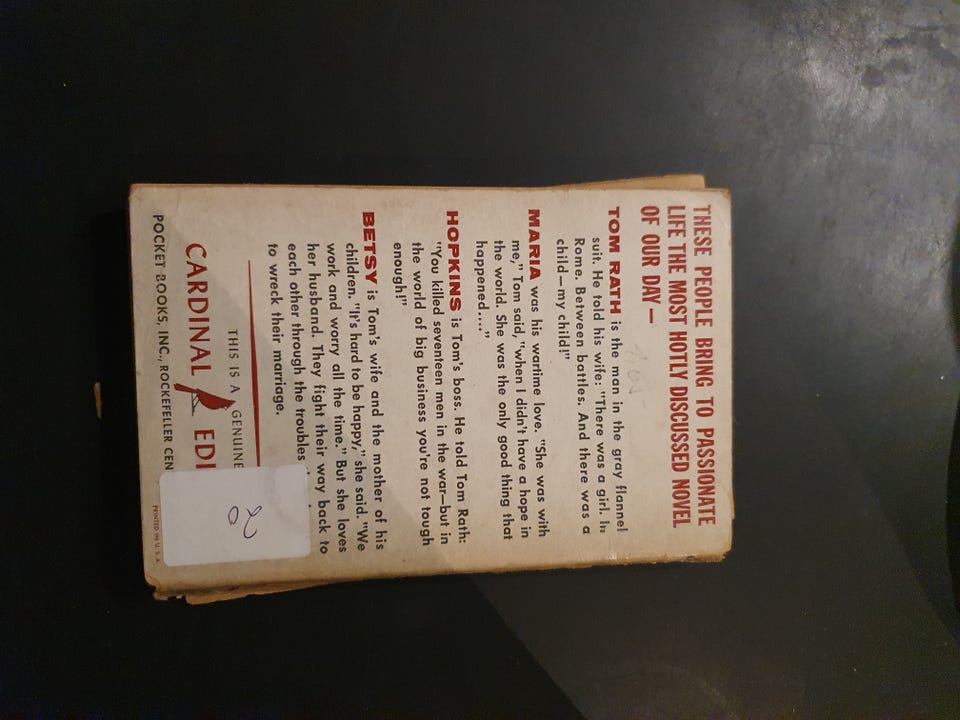 THESE PEOPLE BRING TO PASSIONATE
LIFE THE MOST HOTLY DISCUSSED NOVEL
OF OUR DAY —
TOM RATH is the man in the gray flannel
suit. He told his wife: "There was a girl. In
Rome. Between battles. And there was a
child—my child!"
MARIA was his wartime love. "She was with
me," Tom said, "when I didn't have a hope in
the world. She was the only good thing that
happened...."
HOPKINS is Tom's boss. He told Tom Rath:
"You killed seventeen men in the war—but in
the world of big business you're not tough
enough!"
BETSY is Tom's wife and the mother of his
children. "It's hard to be happy," she said. "We
work and worry all the time." But she loves
her husband. They fight their way back to
each other through the troubles
to wreck their marriage.
THIS IS A GENUINE
CARDINAL EDI
POCKET BOOKS, INC., ROCKEFELLER CEN
PRINTED IN U.S.A.
20